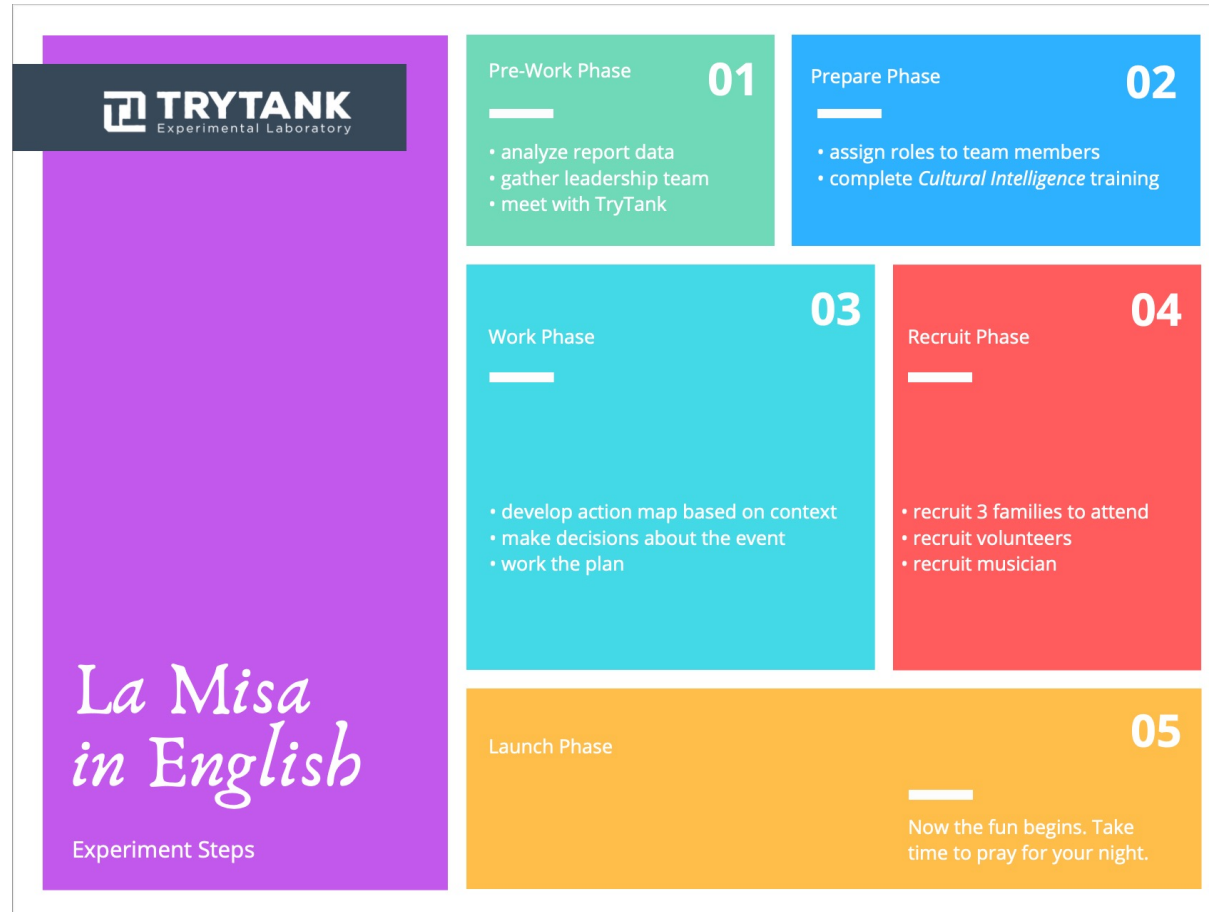 TRYTANK
Experimental Laboratory
La Misa
in English
Experiment Steps
Pre-Work Phase
01
• analyze report data
• gather leadership team
• meet with TryTank
Prepare Phase
02
• assign roles to team members
• complete Cultural Intelligence training
03
Work Phase
• develop action map based on context
• make decisions about the event
• work the plan
04
Recruit Phase
• recruit 3 families to attend
• recruit volunteers
• recruit musician
05
Launch Phase
Now the fun begins. Take
time to pray for your night.